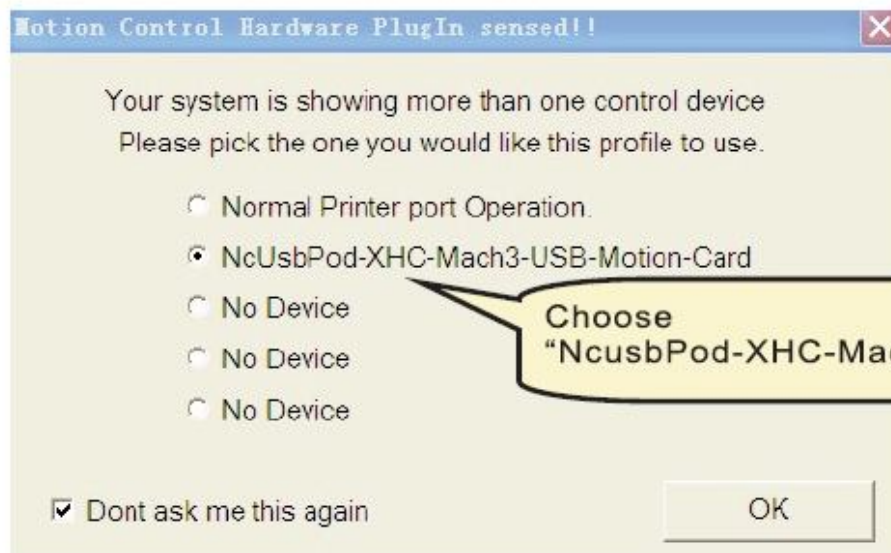 Motion Control Hardware PlugIn sensed!!
Your system is showing more than one control device
Please pick the one you would like this profile to use.
Normal Printer port Operation.
NcUsbPod-XHC-Mach3-USB-Motion-Card
No Device
No Device
No Device
Choose
“NcusbPod-XHC-Mac
Dont ask me this again
OK